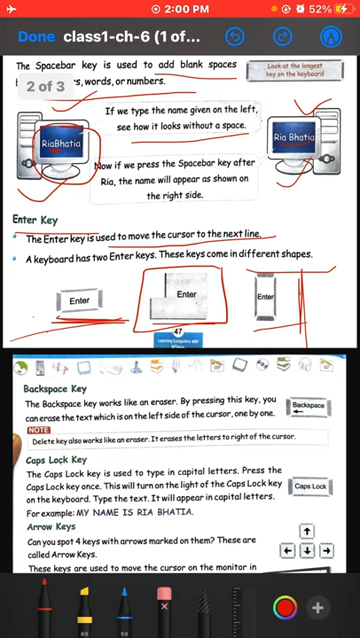 2:00 PM
52%
Done class1-ch-6 (1 of...
The Spacebar key is used to add blank spaces
words, or numbers.
Look at the longest
key on the keyboard
2 of 3
If we type the name given on the left,
see how it looks without a space.
RiaBhatia
Ria Bhatia
Now if we press the Spacebar key after
Ria, the name will appear as shown on
the right side.
Enter Key
The Enter key is used to move the cursor to the next line.
A keyboard has two Enter keys. These keys come in different shapes.
Enter
Enter
Enter
47
Backspace Key
The Backspace key works like an eraser. By pressing this key, you
can erase the text which is on the left side of the cursor, one by one.
Backspace
NOTE
Delete key also works like an eraser. It erases the letters to right of the cursor.
Caps Lock Key
The Caps Lock key is used to type in capital letters. Press the
Caps Lock key once. This will turn on the light of the Caps Lock key
on the keyboard. Type the text. It will appear in capital letters.
For example: MY NAME IS RIA BHATIA.
Caps Lock
Arrow Keys
Can you spot 4 keys with arrows marked on them? These are
called Arrow Keys.
These keys are used to move the cursor on the monitor in